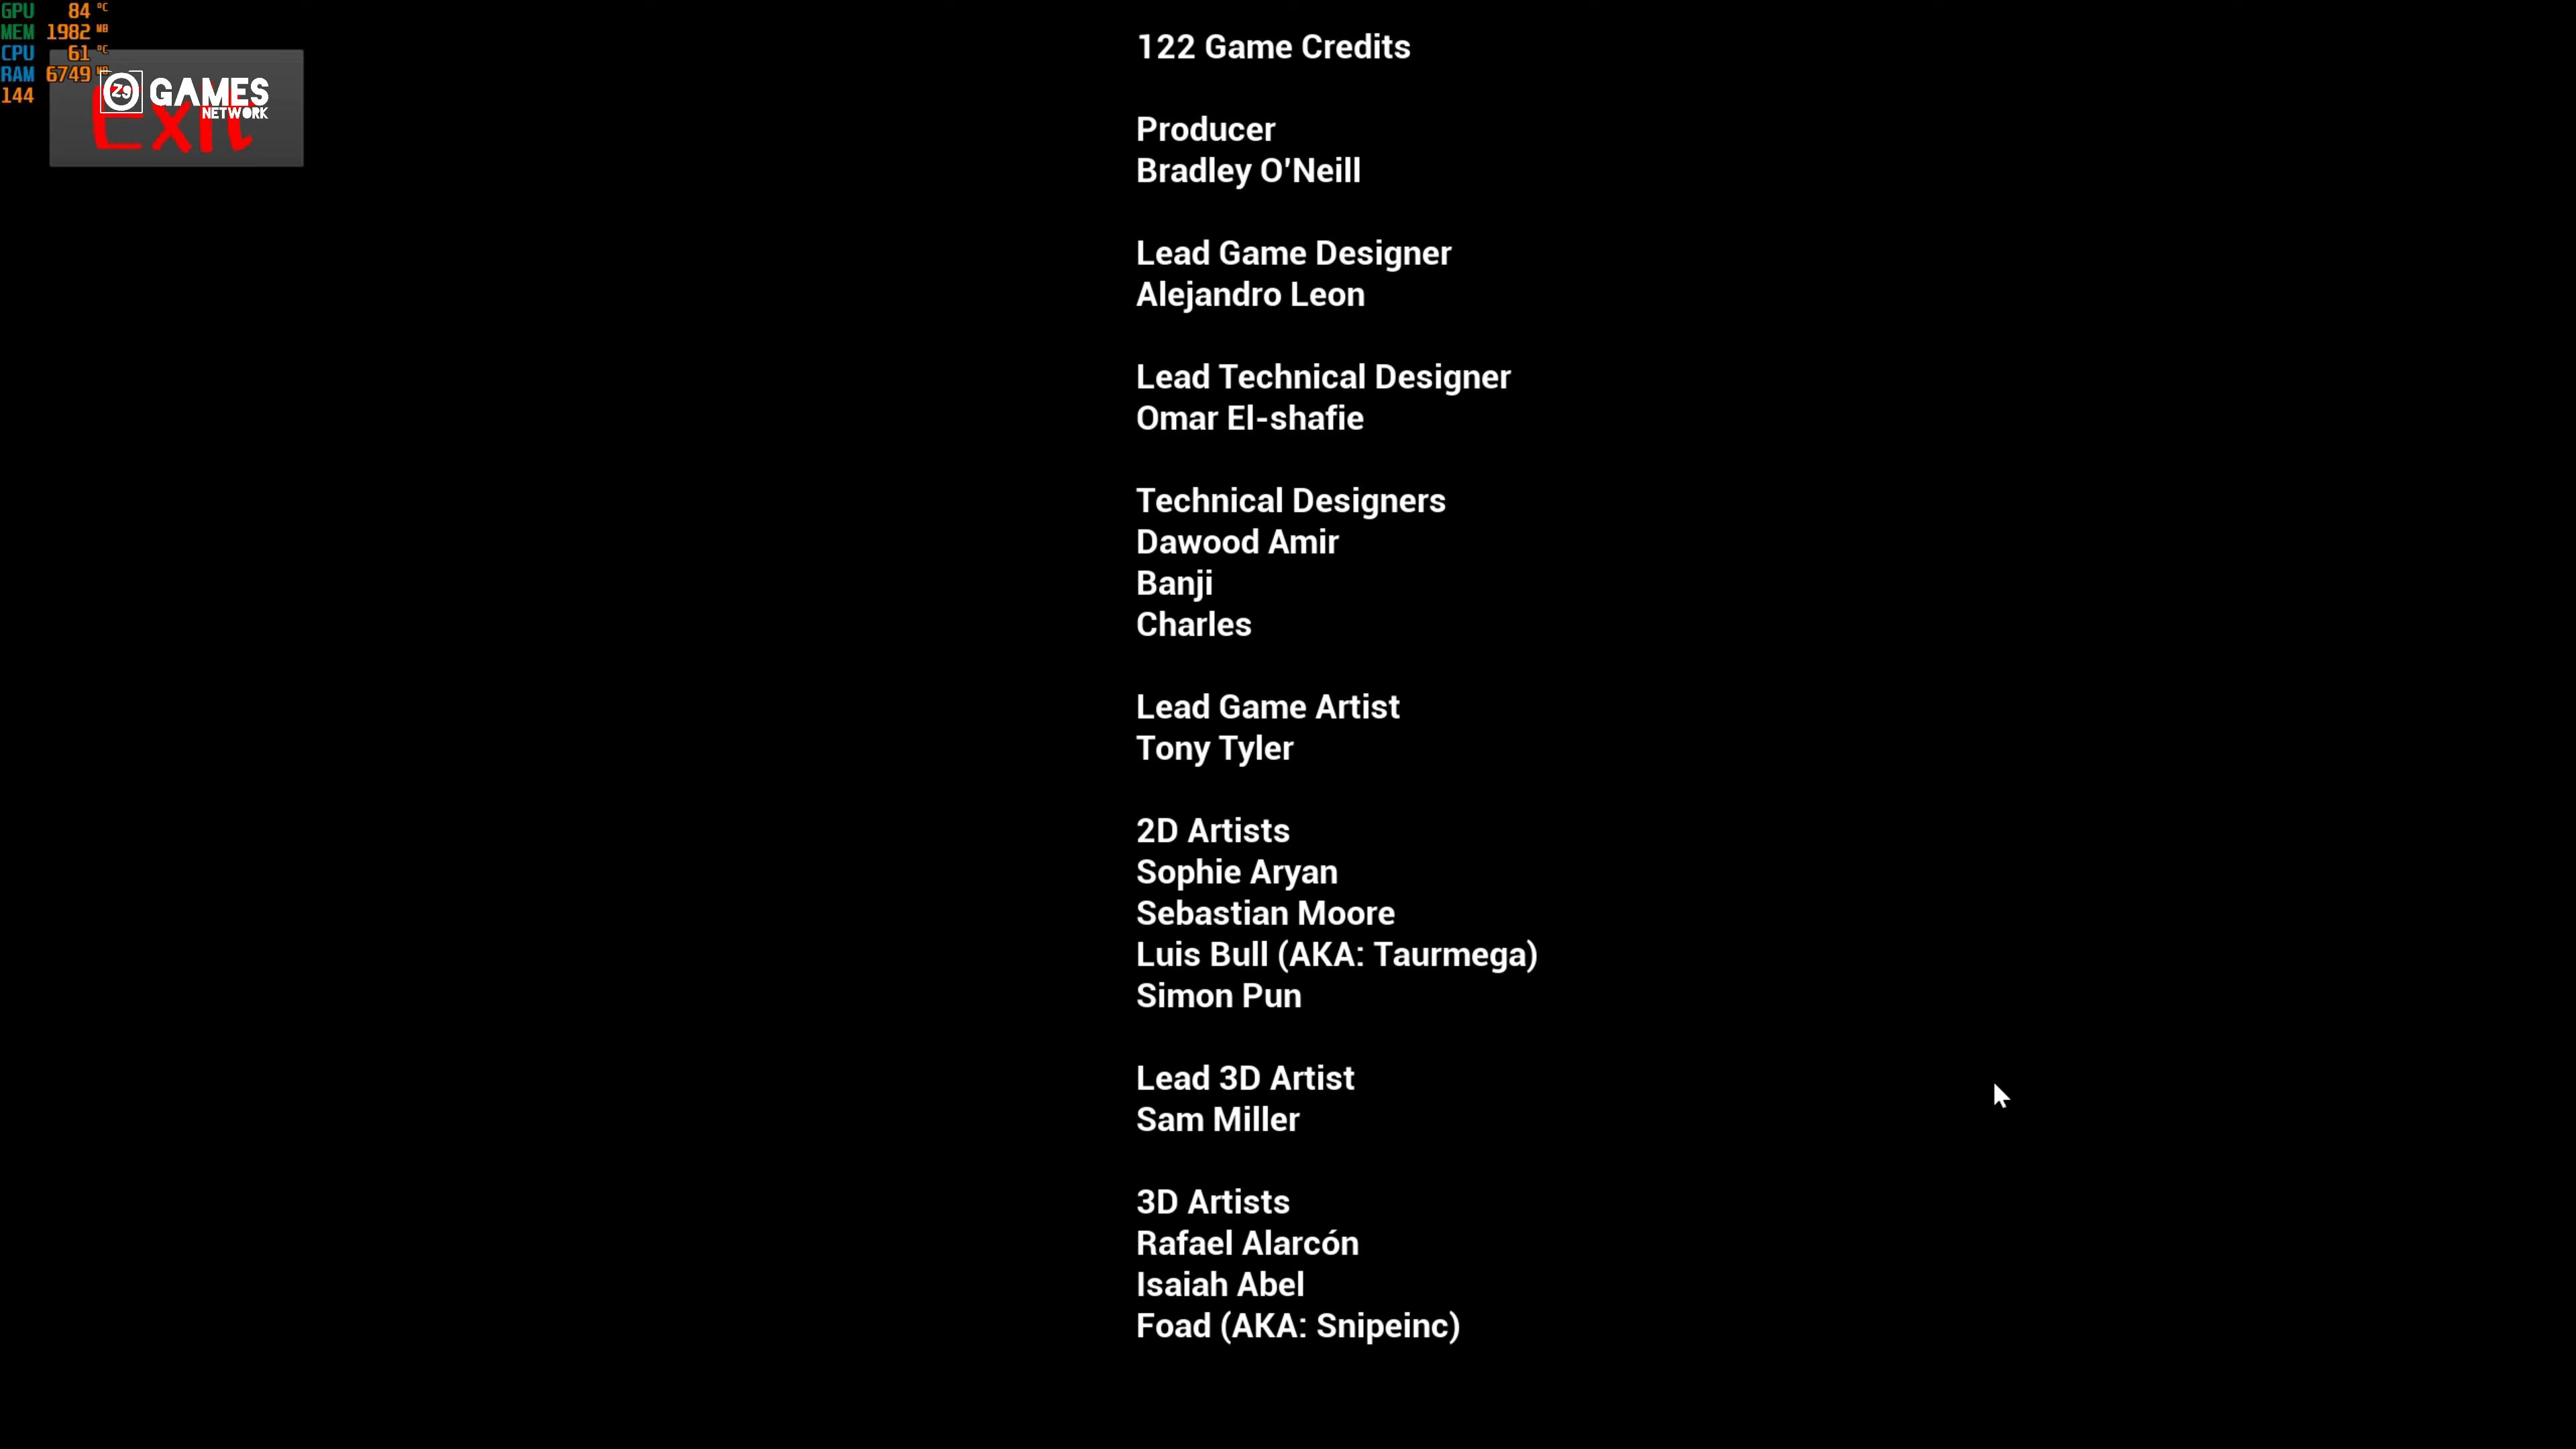 GPU 84 °C
MEM 1982 MB
CPU 61 °C
RAM 6749 MB
144
Z9 GAMES
NETWORK
Exit
122 Game Credits
Producer
Bradley O'Neill
Lead Game Designer
Alejandro Leon
Lead Technical Designer
Omar El-shafie
Technical Designers
Dawood Amir
Banji
Charles
Lead Game Artist
Tony Tyler
2D Artists
Sophie Aryan
Sebastian Moore
Luis Bull (AKA: Taurmega)
Simon Pun
Lead 3D Artist
Sam Miller
3D Artists
Rafael Alarcón
Isaiah Abel
Foad (AKA: Snipeinc)